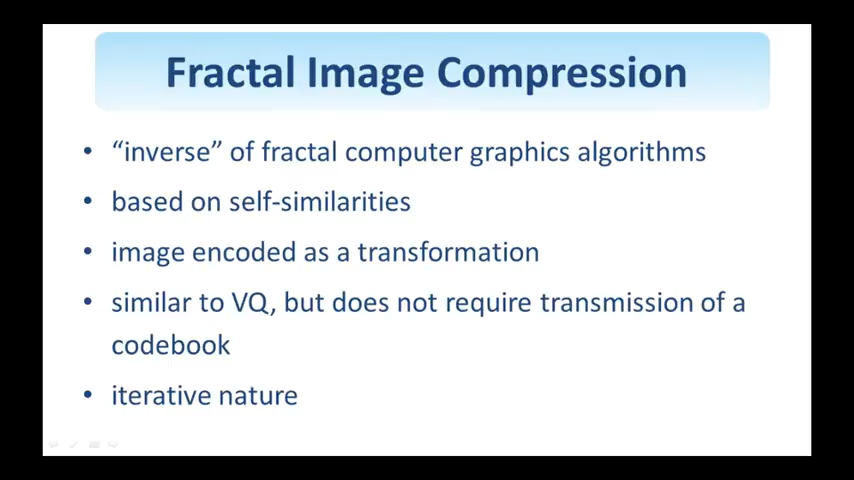 Fractal Image Compression
• “inverse” of fractal computer graphics algorithms
• based on self-similarities
• image encoded as a transformation
• similar to VQ, but does not require transmission of a
codebook
• iterative nature